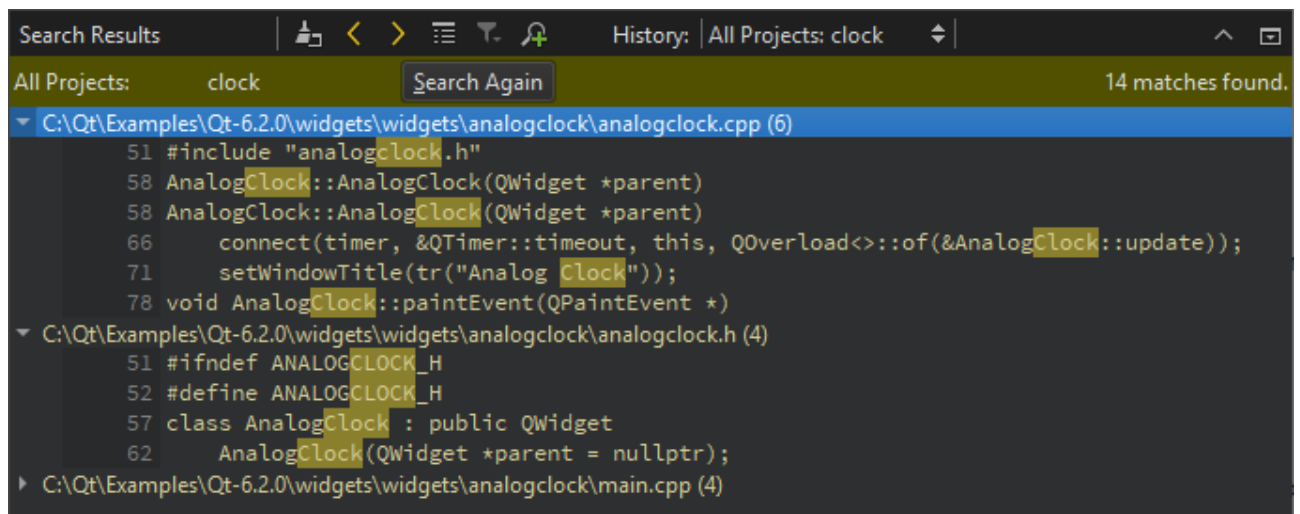 Search Results History: All Projects: clock
All Projects: clock Search Again 14 matches found.
C:\Qt\Examples\Qt-6.2.0\widgets\widgets\analogclock\analogclock.cpp (6)
51 #include "analogclock.h"
58 AnalogClock::AnalogClock(QWidget *parent)
58 AnalogClock::AnalogClock(QWidget *parent)
66     connect(timer, &QTimer::timeout, this, QOverload<>::of(&AnalogClock::update));
71     setWindowTitle(tr("Analog Clock"));
78 void AnalogClock::paintEvent(QPaintEvent *)
C:\Qt\Examples\Qt-6.2.0\widgets\widgets\analogclock\analogclock.h (4)
51 #ifndef ANALOGCLOCK_H
52 #define ANALOGCLOCK_H
57 class AnalogClock : public QWidget
62     AnalogClock(QWidget *parent = nullptr);
C:\Qt\Examples\Qt-6.2.0\widgets\widgets\analogclock\main.cpp (4)